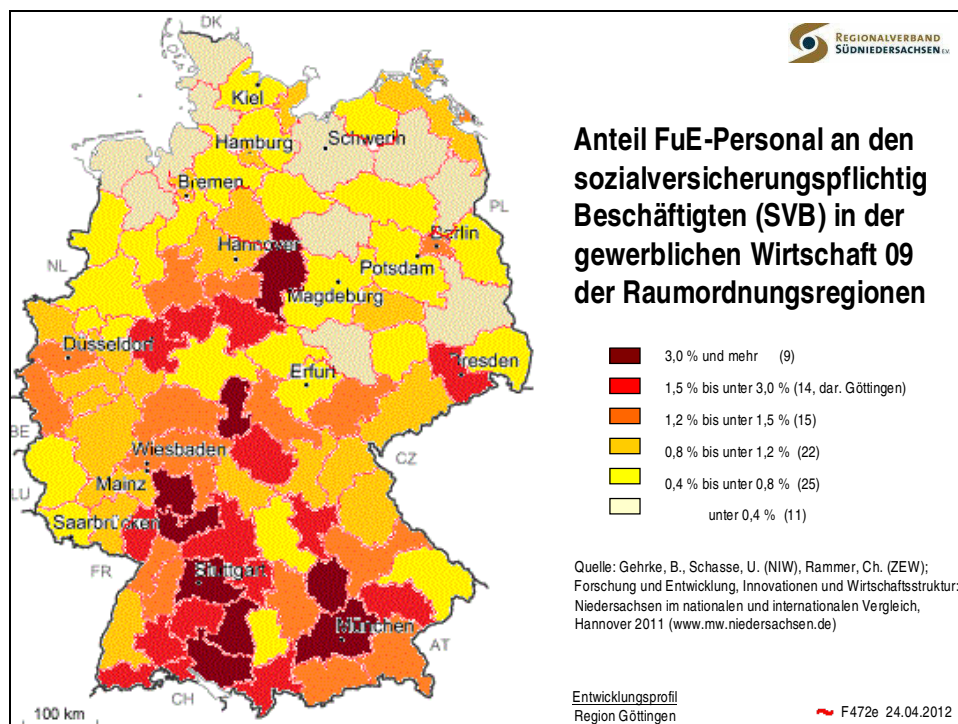 REGIONALVERBAND
SÜDNIEDERSACHSEN E.V.
Anteil FuE-Personal an den
sozialversicherungspflichtig
Beschäftigten (SVB) in der
gewerblichen Wirtschaft 09
der Raumordnungsregionen
3,0 % und mehr (9)
1,5 % bis unter 3,0 % (14, dar. Göttingen)
1,2 % bis unter 1,5 % (15)
0,8 % bis unter 1,2 % (22)
0,4 % bis unter 0,8 % (25)
unter 0,4 % (11)
Quelle: Gehrke, B., Schasse, U. (NIW), Rammer, Ch. (ZEW);
Forschung und Entwicklung, Innovationen und Wirtschaftsstruktur:
Niedersachsen im nationalen und internationalen Vergleich,
Hannover 2011 (www.mw.niedersachsen.de)
Entwicklungsprofil
Region Göttingen
F472e 24.04.2012
DK
Kiel
Hamburg
Schwerin
Bremen
PL
Berlin
Hannover
Potsdam
NL
Magdeburg
Düsseldorf
Dresden
Erfurt
BE
Wiesbaden
CZ
Mainz
LU
Saarbrücken
FR
Stuttgart
München
AT
CH
100 km